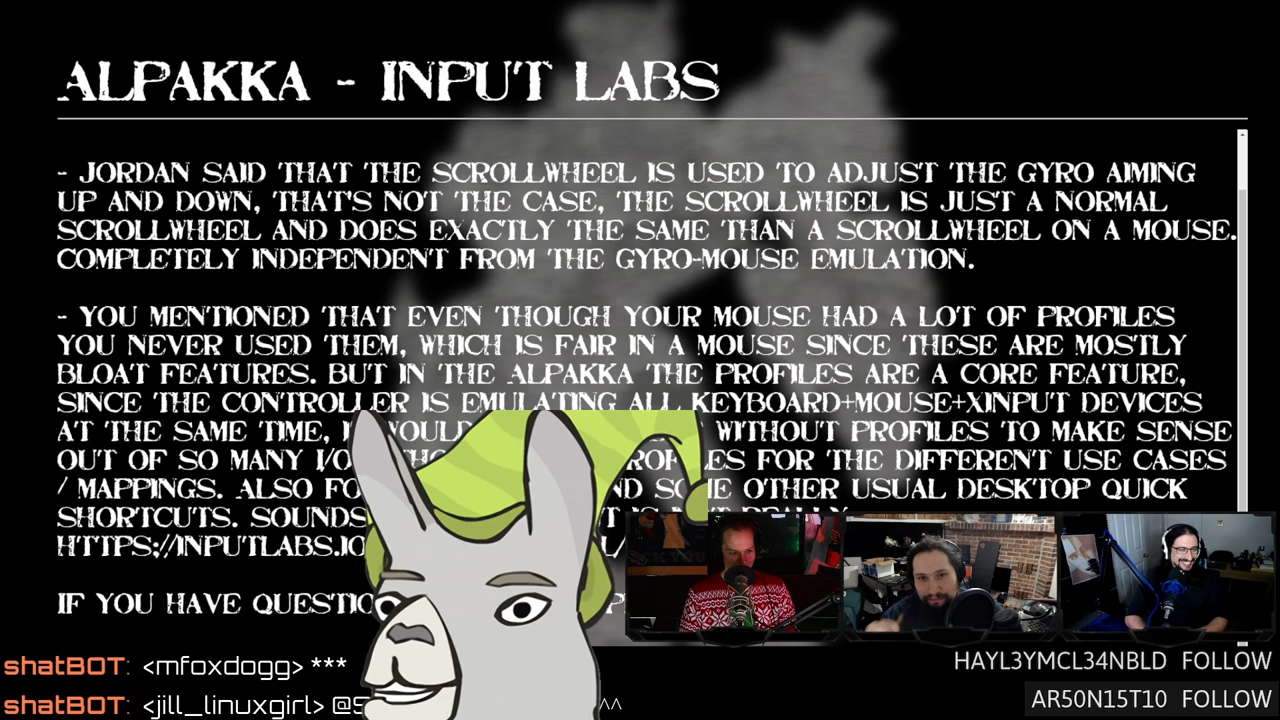 ALPAKKA - INPUT LABS
- JORDAN SAID THAT THE SCROLLWHEEL IS USED TO ADJUST THE GYRO AIMING
UP AND DOWN, THAT'S NOT THE CASE, THE SCROLLWHEEL IS JUST A NORMAL
SCROLLWHEEL AND DOES EXACTLY THE SAME THAN A SCROLLWHEEL ON A MOUSE.
COMPLETELY INDEPENDENT FROM THE GYRO-MOUSE EMULATION.
- YOU MENTIONED THAT EVEN THOUGH YOUR MOUSE HAD A LOT OF PROFILES
YOU NEVER USED THEM, WHICH IS FAIR IN A MOUSE SINCE THESE ARE MOSTLY
BLOAT FEATURES. BUT IN THE ALPAKKA THE PROFILES ARE A CORE FEATURE,
SINCE THE CONTROLLER IS EMULATING ALL KEYBOARD+MOUSE+XINPUT DEVICES
AT THE SAME TIME, WITHOUT PROFILES TO MAKE SENSE
OUT OF SO MANY FOR THE DIFFERENT USE CASES
/ MAPPINGS. ALSO SOME OTHER USUAL DESKTOP QUICK
SHORTCUTS. SOUNDS
HTTPS://INPUTLABS.IO
IF YOU HAVE
shatBOT: <mfoxdogg> ***
shatBOT: <jill_linuxgirl> ^^
HAYL3YMCL34NBLD FOLLOW
AR50N15T10 FOLLOW